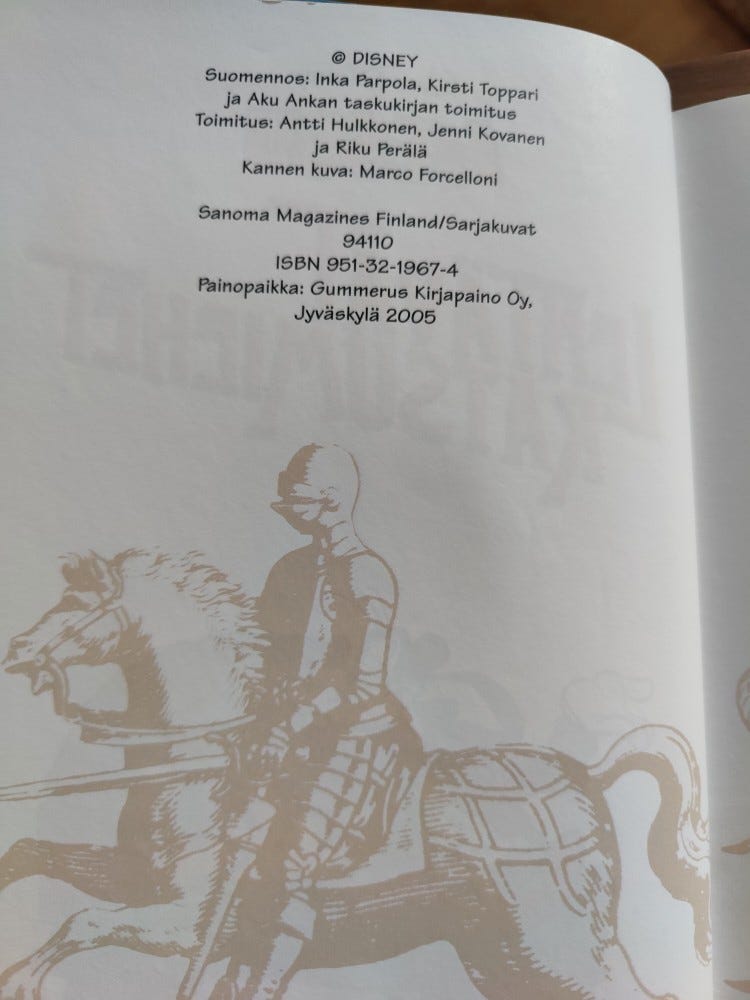 © DISNEY
Suomennos: Inka Parpola, Kirsti Toppari
ja Aku Ankan taskukirjan toimitus
Toimitus: Antti Hulkkonen, Jenni Kovanen
ja Riku Perälä
Kannen kuva: Marco Forcelloni
Sanoma Magazines Finland/Sarjakuvat
94110
ISBN 951-32-1967-4
Painopaikka: Gummerus Kirjapaino Oy,
Jyväskylä 2005